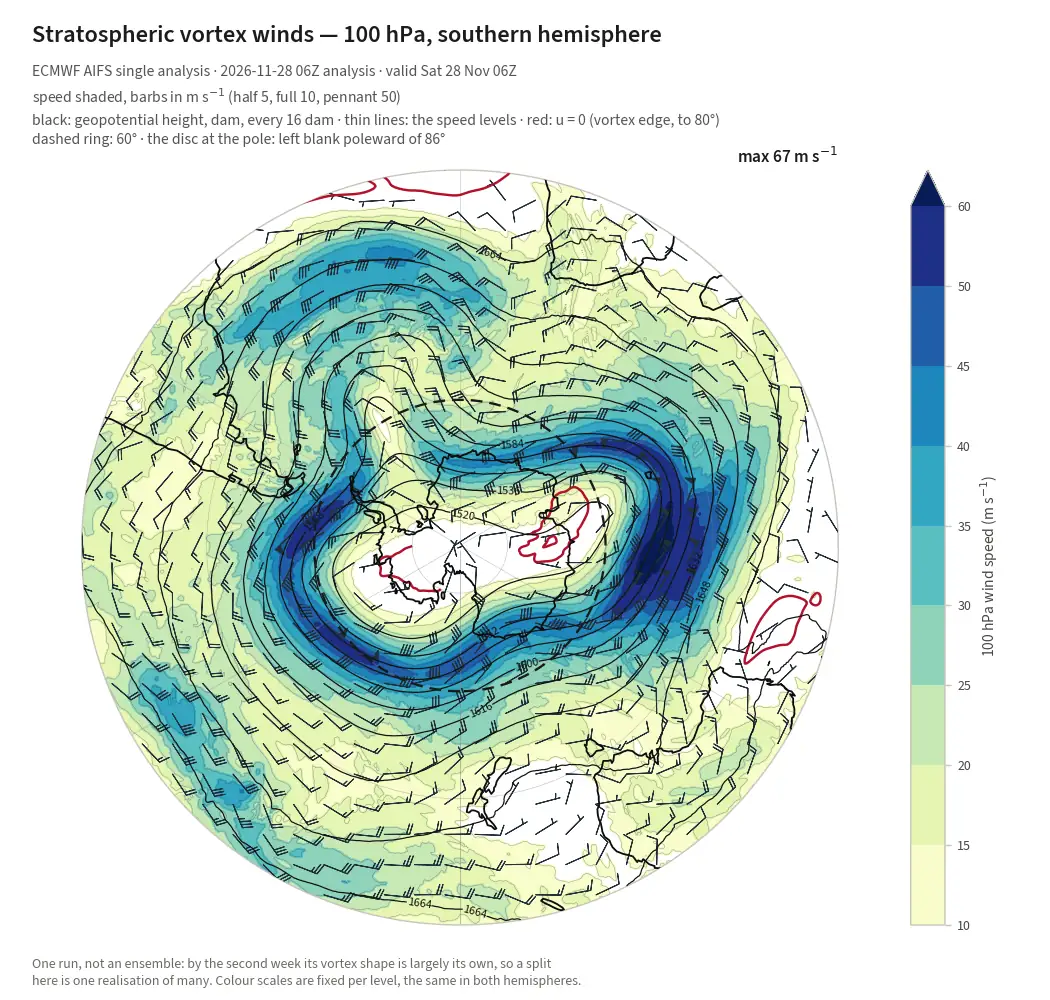 Stratospheric vortex winds — 100 hPa, southern hemisphere
ECMWF AIFS single analysis · 2026-11-28 06Z analysis · valid Sat 28 Nov 06Z
speed shaded, barbs in m s⁻¹ (half 5, full 10, pennant 50)
black: geopotential height, dam, every 16 dam · thin lines: the speed levels · red: u = 0 (vortex edge, to 80°)
dashed ring: 60° · the disc at the pole: left blank poleward of 86°
max 67 m s⁻¹
60
50
45
40
35
30
25
20
15
10
100 hPa wind speed (m s⁻¹)
1664
1584
1520
1632
1648
1600
1616
1664
1664
One run, not an ensemble: by the second week its vortex shape is largely its own, so a split
here is one realisation of many. Colour scales are fixed per level, the same in both hemispheres.